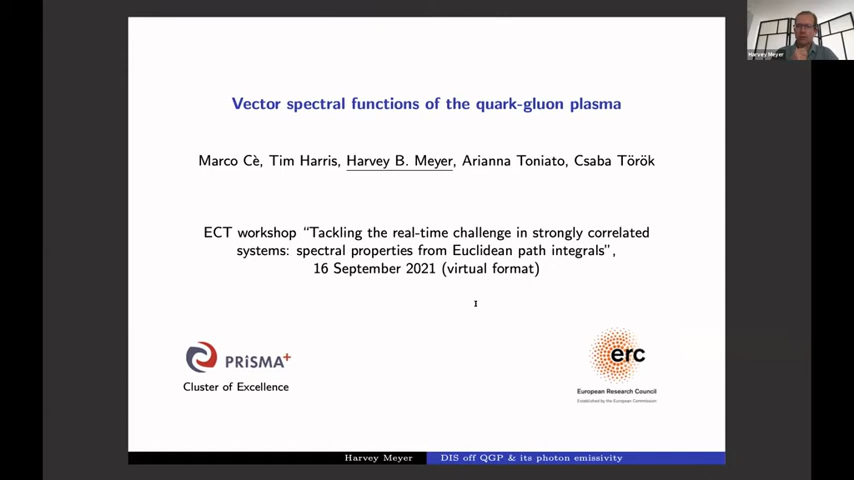 Vector spectral functions of the quark-gluon plasma
Marco Cè, Tim Harris, Harvey B. Meyer, Arianna Toniato, Csaba Török
ECT workshop “Tackling the real-time challenge in strongly correlated
systems: spectral properties from Euclidean path integrals”,
16 September 2021 (virtual format)
PRiSMA+
Cluster of Excellence
erc
European Research Council
Established by the European Commission
Harvey Meyer
DIS off QGP & its photon emissivity
Harvey Meyer